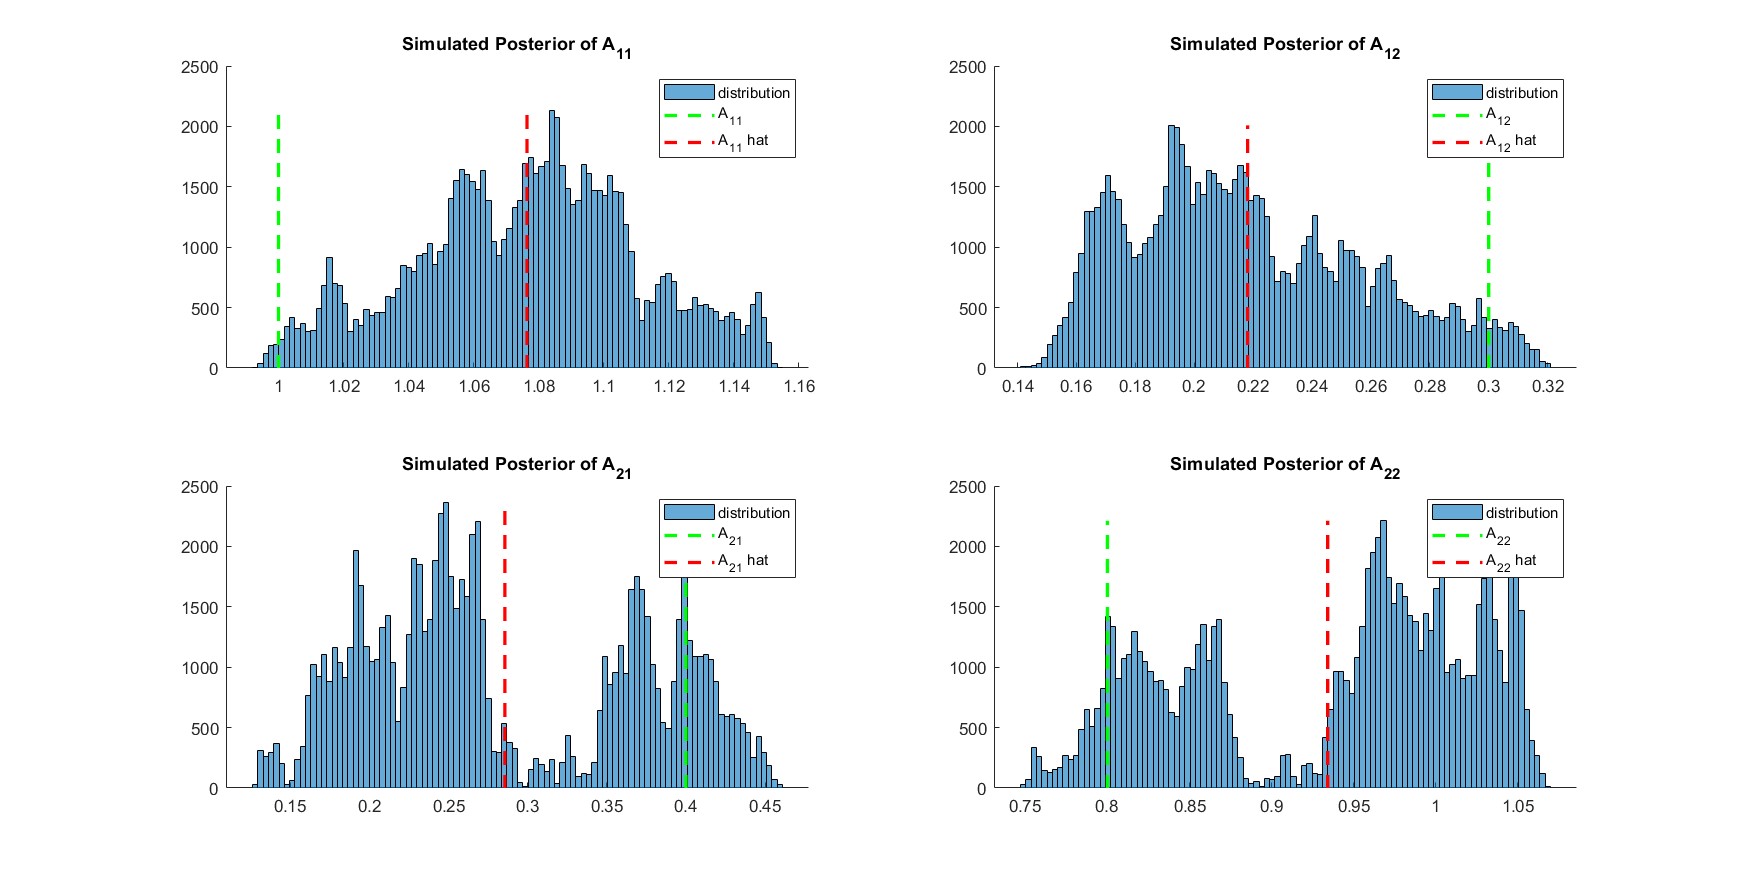 Simulated Posterior of A11
2500
2000
1500
1000
500
0
1 1.02 1.04 1.06 1.08 1.1 1.12 1.14 1.16
distribution
A11
A11 hat
Simulated Posterior of A12
2500
2000
1500
1000
500
0
0.14 0.16 0.18 0.2 0.22 0.24 0.26 0.28 0.3 0.32
distribution
A12
A12 hat
Simulated Posterior of A21
2500
2000
1500
1000
500
0
0.15 0.2 0.25 0.3 0.35 0.4 0.45
distribution
A21
A21 hat
Simulated Posterior of A22
2500
2000
1500
1000
500
0
0.75 0.8 0.85 0.9 0.95 1 1.05
distribution
A22
A22 hat